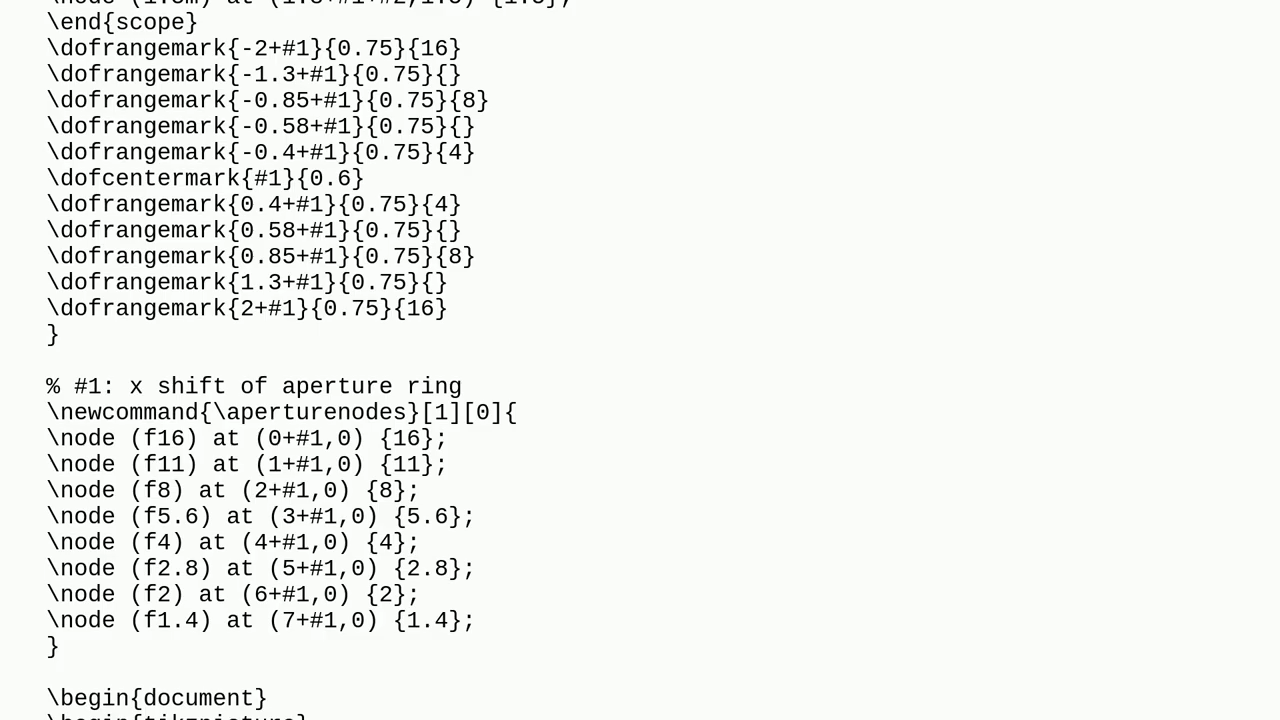 \end{scope}
\dofrangemark{-2+#1}{0.75}{16}
\dofrangemark{-1.3+#1}{0.75}{}
\dofrangemark{-0.85+#1}{0.75}{8}
\dofrangemark{-0.58+#1}{0.75}{}
\dofrangemark{-0.4+#1}{0.75}{4}
\dofcentermark{#1}{0.6}
\dofrangemark{0.4+#1}{0.75}{4}
\dofrangemark{0.58+#1}{0.75}{}
\dofrangemark{0.85+#1}{0.75}{8}
\dofrangemark{1.3+#1}{0.75}{}
\dofrangemark{2+#1}{0.75}{16}
}
% #1: x shift of aperture ring
\newcommand{\aperturenodes}[1][0]{
\node (f16) at (0+#1,0) {16};
\node (f11) at (1+#1,0) {11};
\node (f8) at (2+#1,0) {8};
\node (f5.6) at (3+#1,0) {5.6};
\node (f4) at (4+#1,0) {4};
\node (f2.8) at (5+#1,0) {2.8};
\node (f2) at (6+#1,0) {2};
\node (f1.4) at (7+#1,0) {1.4};
}
\begin{document}
\begin{tikzpicture}